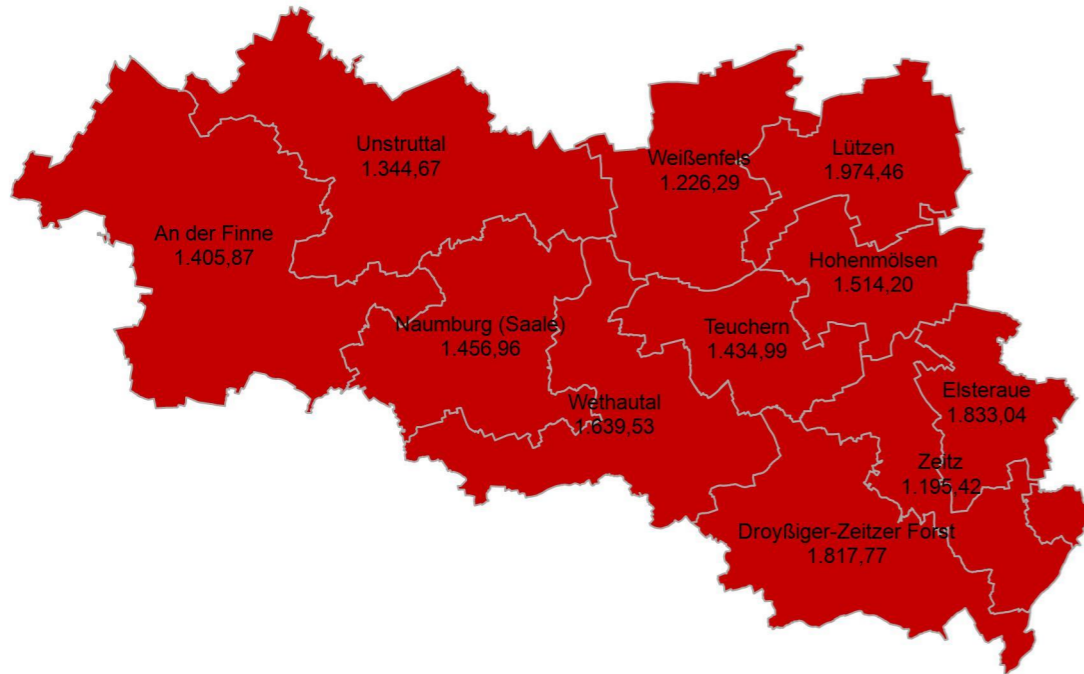 Unstruttal
1.344,67
Weißenfels
1.226,29
Lützen
1.974,46
An der Finne
1.405,87
Hohenmölsen
1.514,20
Naumburg (Saale)
1.456,96
Teuchern
1.434,99
Wethautal
1.639,53
Elsteraue
1.833,04
Zeitz
1.195,42
Droyßiger-Zeitzer Forst
1.817,77